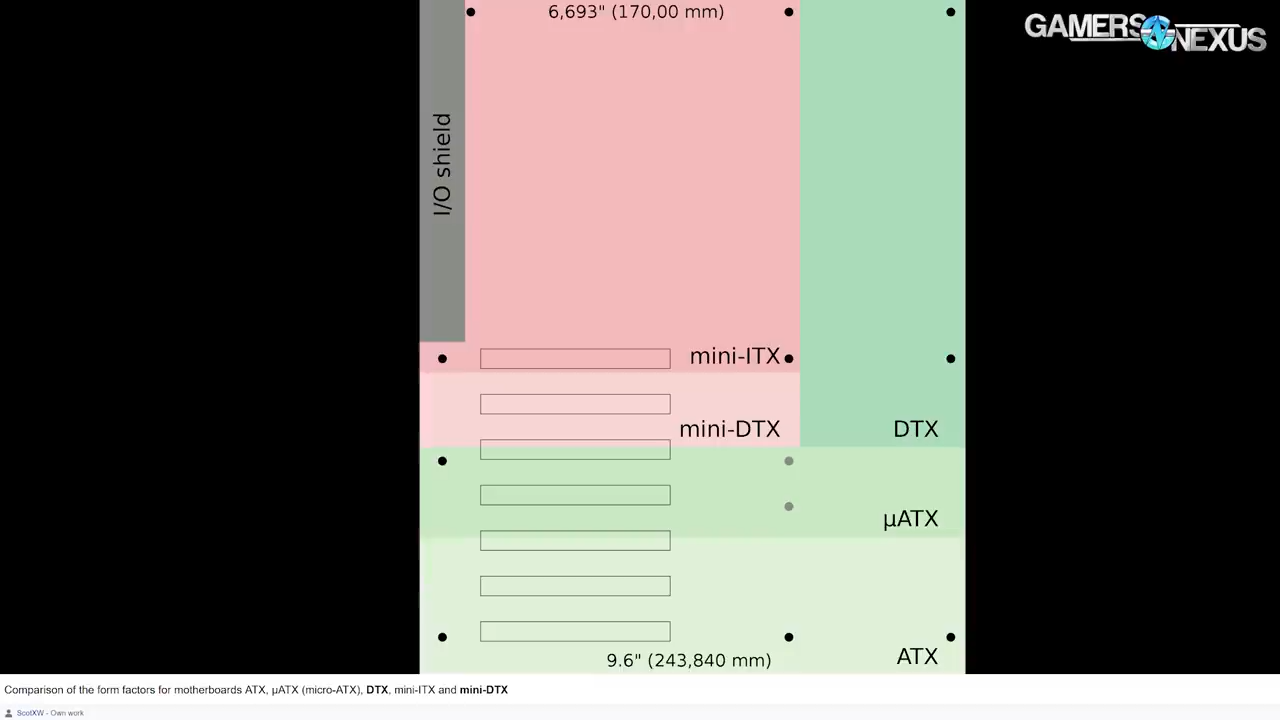 6,693" (170,00 mm)
GAMERS NEXUS
I/O shield
mini-ITX
mini-DTX
DTX
µATX
9.6" (243,840 mm)
ATX
Comparison of the form factors for motherboards ATX, µATX (micro-ATX), DTX, mini-ITX and mini-DTX
ScotXW - Own work